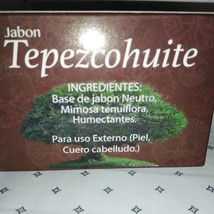 Jabon
Tepezcohuite
INGREDIENTES:
Base de jabon Neutro,
Mimosa tenuiflora,
Humectantes.
Para uso Externo (Piel,
Cuero cabelludo.)